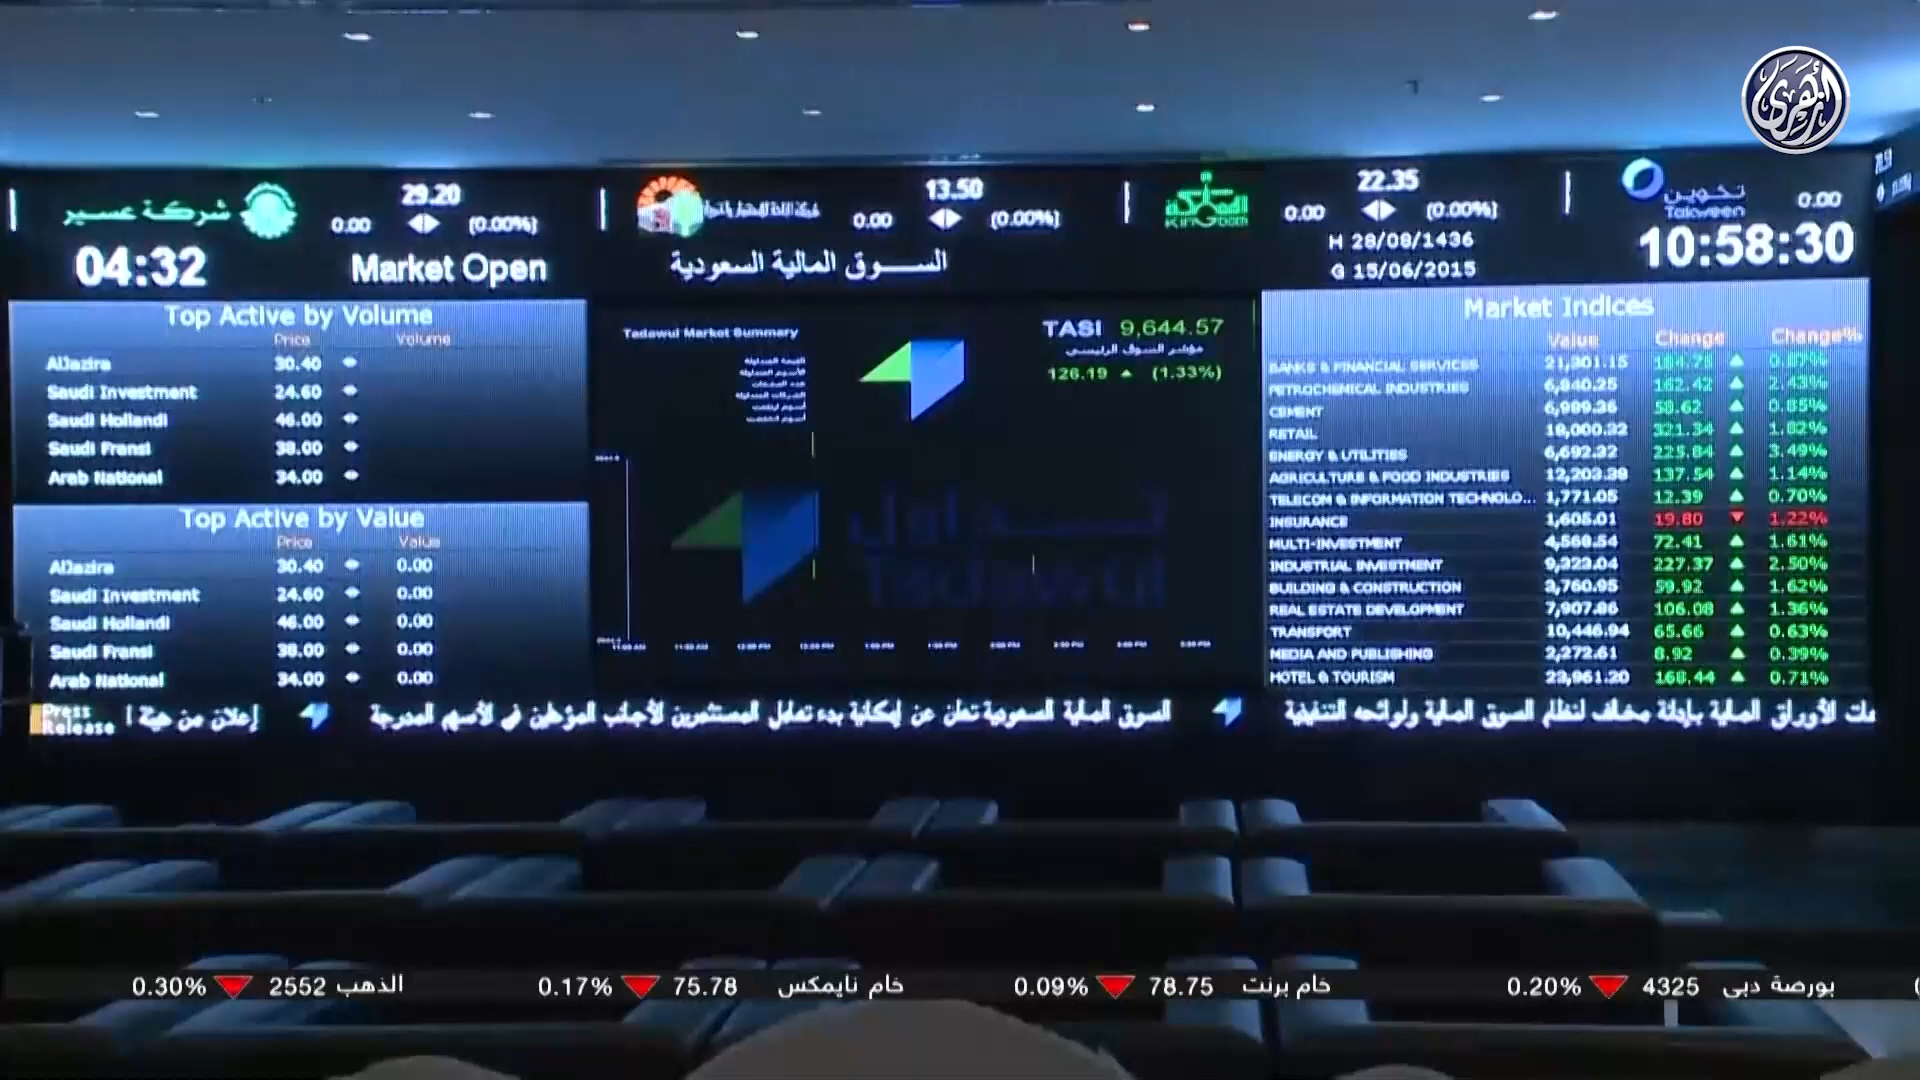 شركة عسير
29.20
0.00 (0.00%)
13.50
0.00 (0.00%)
المملكة
KINGDOM
22.35
0.00 (0.00%)
تكوين
Takween
0.00
04:32
Market Open
السوق المالية السعودية
H 28/08/1436
G 15/06/2015
10:58:30
Top Active by Volume
Price Volume
AlJazira 30.40
Saudi Investment 24.60
Saudi Hollandi 46.00
Saudi Fransi 38.00
Arab National 34.00
Top Active by Value
Price Value
AlJazira 30.40 0.00
Saudi Investment 24.60 0.00
Saudi Hollandi 46.00 0.00
Saudi Fransi 38.00 0.00
Arab National 34.00 0.00
Tadawul Market Summary
TASI 9,644.57
مؤشر السوق الرئيسي
126.19 ▲ (1.33%)
تداول
Tadawul
Market Indices
Value Change Change%
BANKS & FINANCIAL SERVICES 21,301.15 184.78 ▲ 0.87%
PETROCHEMICAL INDUSTRIES 6,840.25 162.42 ▲ 2.43%
CEMENT 6,989.36 58.62 ▲ 0.85%
RETAIL 18,000.32 321.34 ▲ 1.82%
ENERGY & UTILITIES 6,692.32 225.84 ▲ 3.49%
AGRICULTURE & FOOD INDUSTRIES 12,203.38 137.54 ▲ 1.14%
TELECOM & INFORMATION TECHNOLO... 1,771.05 12.39 ▲ 0.70%
INSURANCE 1,605.01 19.80 ▼ 1.22%
MULTI-INVESTMENT 4,568.54 72.41 ▲ 1.61%
INDUSTRIAL INVESTMENT 9,323.04 227.37 ▲ 2.50%
BUILDING & CONSTRUCTION 3,760.95 59.92 ▲ 1.62%
REAL ESTATE DEVELOPMENT 7,907.86 106.08 ▲ 1.36%
TRANSPORT 10,446.94 65.66 ▲ 0.63%
MEDIA AND PUBLISHING 2,272.61 8.92 ▲ 0.39%
HOTEL & TOURISM 23,961.20 168.44 ▲ 0.71%
Press Release
مات الأوراق المالية بإدانة مخالف لنظام السوق المالية ولوائحه التنفيذية
السوق المالية السعودية تعلن عن إمكانية بدء تعامل المستثمرين الأجانب المؤهلين في الأسهم المدرجة
إعلان من هيئة ا
بورصة دبي 4325 ▼ 0.20%
خام برنت 78.75 ▼ 0.09%
خام نايمكس 75.78 ▼ 0.17%
الذهب 2552 ▼ 0.30%